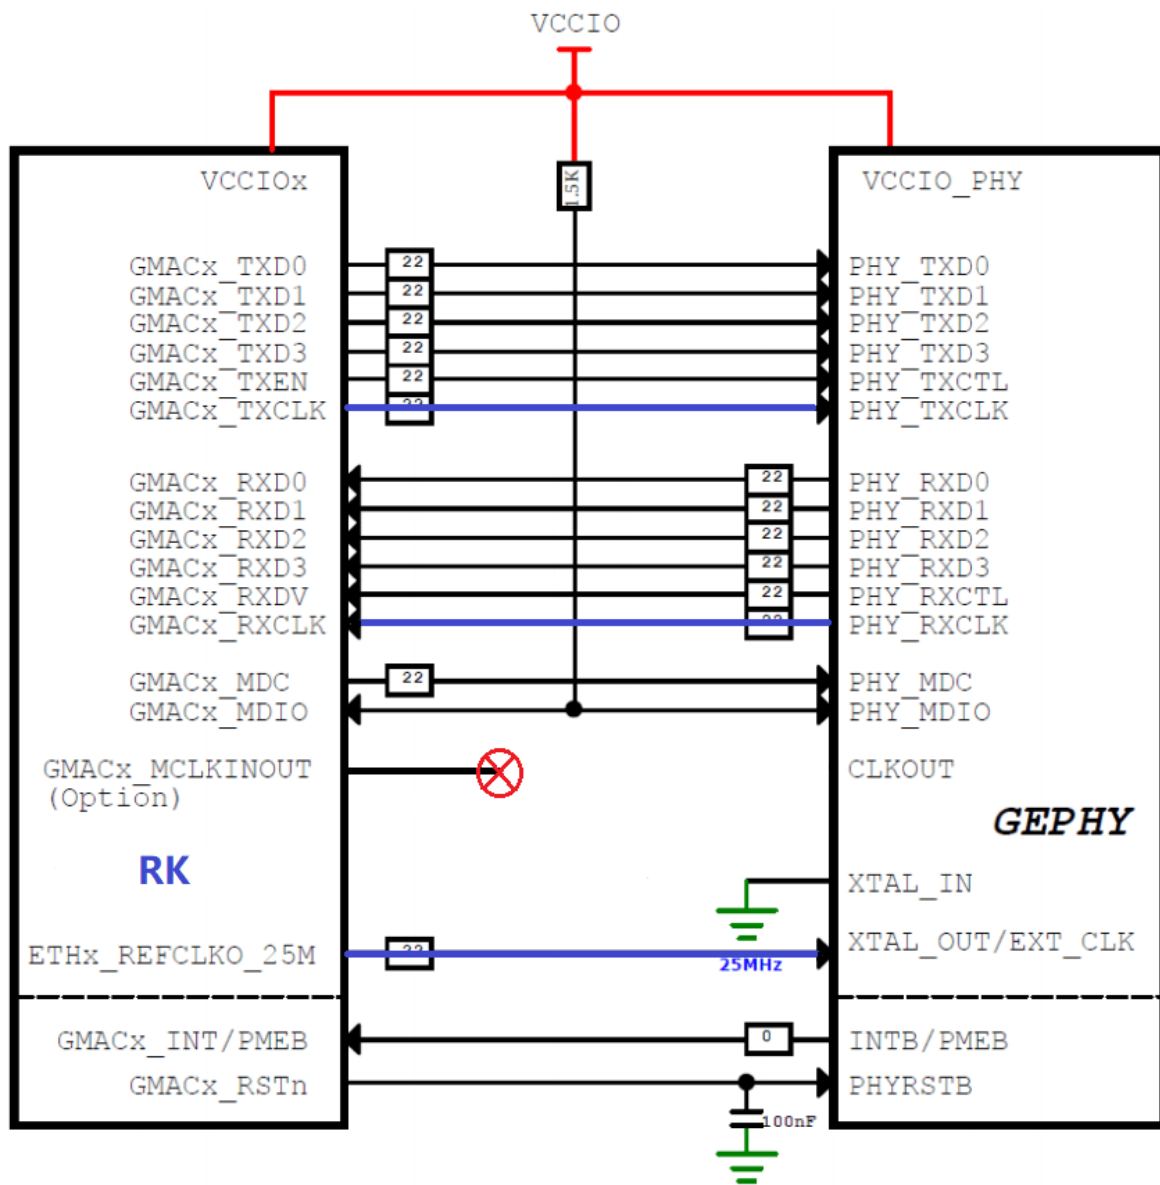 VCCIO
VCCIOx
1.5K
VCCIO_PHY
GMACx_TXD0 22 PHY_TXD0
GMACx_TXD1 22 PHY_TXD1
GMACx_TXD2 22 PHY_TXD2
GMACx_TXD3 22 PHY_TXD3
GMACx_TXEN 22 PHY_TXCTL
GMACx_TXCLK 22 PHY_TXCLK
GMACx_RXD0 22 PHY_RXD0
GMACx_RXD1 22 PHY_RXD1
GMACx_RXD2 22 PHY_RXD2
GMACx_RXD3 22 PHY_RXD3
GMACx_RXDV 22 PHY_RXCTL
GMACx_RXCLK 22 PHY_RXCLK
GMACx_MDC 22 PHY_MDC
GMACx_MDIO PHY_MDIO
GMACx_MCLKINOUT CLKOUT
(Option)
GEPHY
RK
XTAL_IN
ETHx_REFCLKO_25M 22 XTAL_OUT/EXT_CLK
25MHz
GMACx_INT/PMEB 0 INTB/PMEB
GMACx_RSTn PHYRSTB
100nF